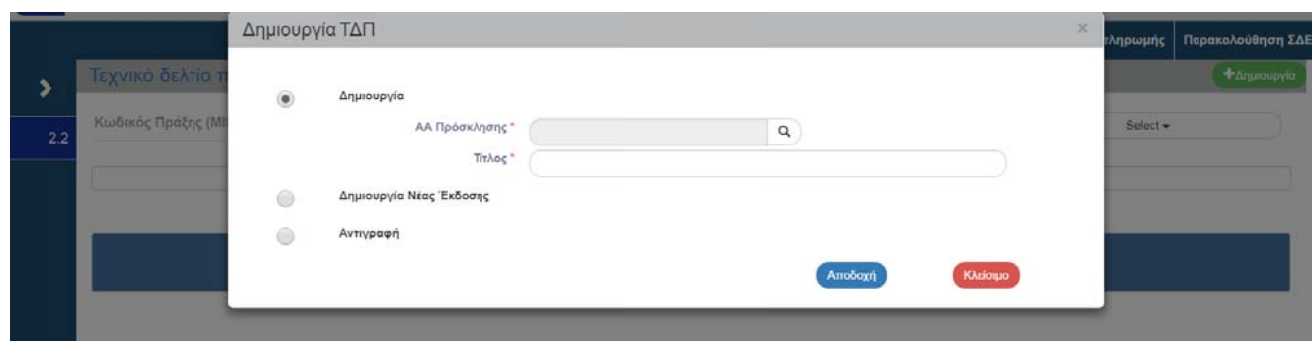 Δημιουργία ΤΔΠ
×
τληρωμής
Παρακολούθηση ΣΔΕ
Τεχνικό δελτίο π
+Δημιουργία
Δημιουργία
Κωδικός Πράξης (MI
ΑΑ Πρόσκλησης *
Select
2.2
Τίτλος *
Δημιουργία Νέας Έκδοσης
Αντιγραφή
Αποδοχή
Κλείσιμο